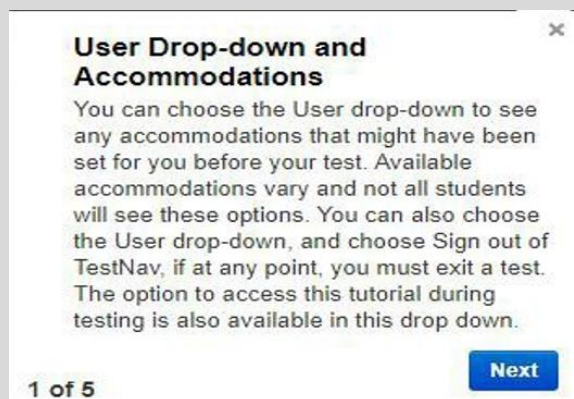 User Drop-down and
Accommodations
You can choose the User drop-down to see
any accommodations that might have been
set for you before your test. Available
accommodations vary and not all students
will see these options. You can also choose
the User drop-down, and choose Sign out of
TestNav, if at any point, you must exit a test.
The option to access this tutorial during
testing is also available in this drop down.
Next
1 of 5